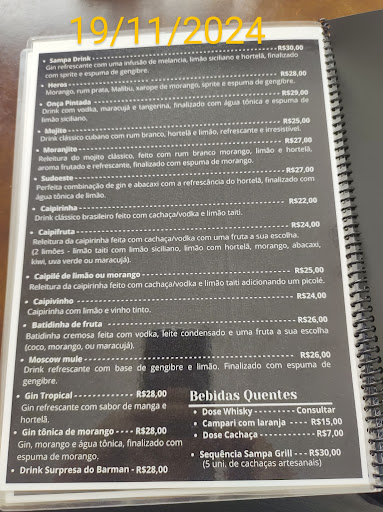 19/11/2024
• Sampa Drink - R$30,00
Gin refrescante com uma infusão de melancia, limão siciliano e hortelã, finalizado
com sprite e espuma de gengibre.
• Heros - R$28,00
Morango, rum prata, Malibu, xarope de morango, sprite e espuma de gengibre.
• Onça Pintada - R$29,00
Drink com vodka, maracujá e tangerina, finalizado com água tônica e espuma de
limão siciliano.
• Mojito - R$25,00
Drink clássico cubano com rum branco, hortelã e limão, refrescante e irresistível.
• Moranjito - R$27,00
Releitura do mojito clássico, feito com rum branco morango, limão e hortelã,
aroma frutado e refrescante, finalizado com espuma de morango.
• Sudoeste - R$27,00
Perfeita combinação de gin e abacaxi com a refrescância do hortelã, finalizado com
água tônica de limão.
• Caipirinha - R$22,00
Drink clássico brasileiro feito com cachaça/vodka e limão taiti.
• Caipifruta - R$24,00
Releitura da caipirinha feita com cachaça/vodka com uma fruta a sua escolha.
(2 limões - limão taiti com limão siciliano, limão com hortelã, morango, abacaxi,
kiwi, uva verde ou maracujá).
• Caipilé de limão ou morango - R$25,00
Releitura da caipirinha feito com cachaça/vodka e limão taiti adicionando um picolé.
• Caipivinho - R$24,00
Caipirinha com limão e vinho tinto.
• Batidinha de fruta - R$26,00
Batidinha cremosa feita com vodka, leite condensado e uma fruta a sua escolha
(coco, morango, ou maracujá).
• Moscow mule - R$26,00
Drink refrescante com base de gengibre e limão. Finalizado com espuma de
gengibre.
• Gin Tropical - R$28,00
Gin refrescante com sabor de manga e
hortelã.
• Gin tônica de morango - R$28,00
Gin, morango e água tônica, finalizado com
espuma de morango.
• Drink Surpresa do Barman - R$28,00
Bebidas Quentes
• Dose Whisky - Consultar
• Campari com laranja - R$15,00
• Dose Cachaça - R$7,00
• Sequência Sampa Grill - R$30,00
(5 uni. de cachaças artesanais)